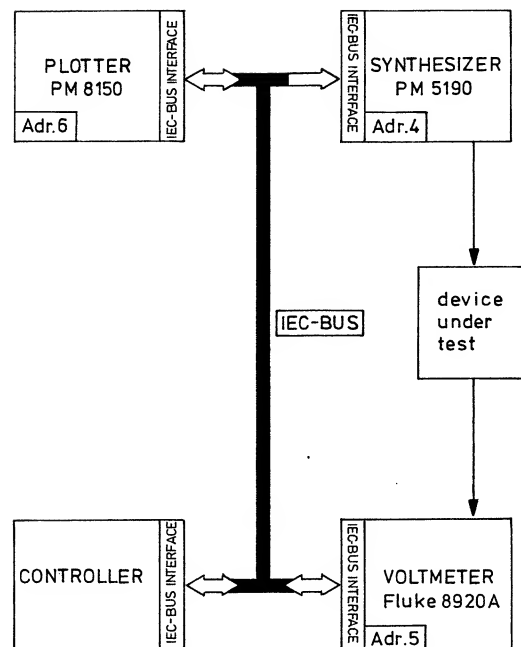 PLOTTER
PM 8150
Adr.6
IEC-BUS INTERFACE
IEC-BUS INTERFACE
SYNTHESIZER
PM 5190
Adr.4
IEC-BUS
device
under
test
CONTROLLER
IEC-BUS INTERFACE
IEC-BUS INTERFACE
VOLTMETER
Fluke 8920A
Adr.5